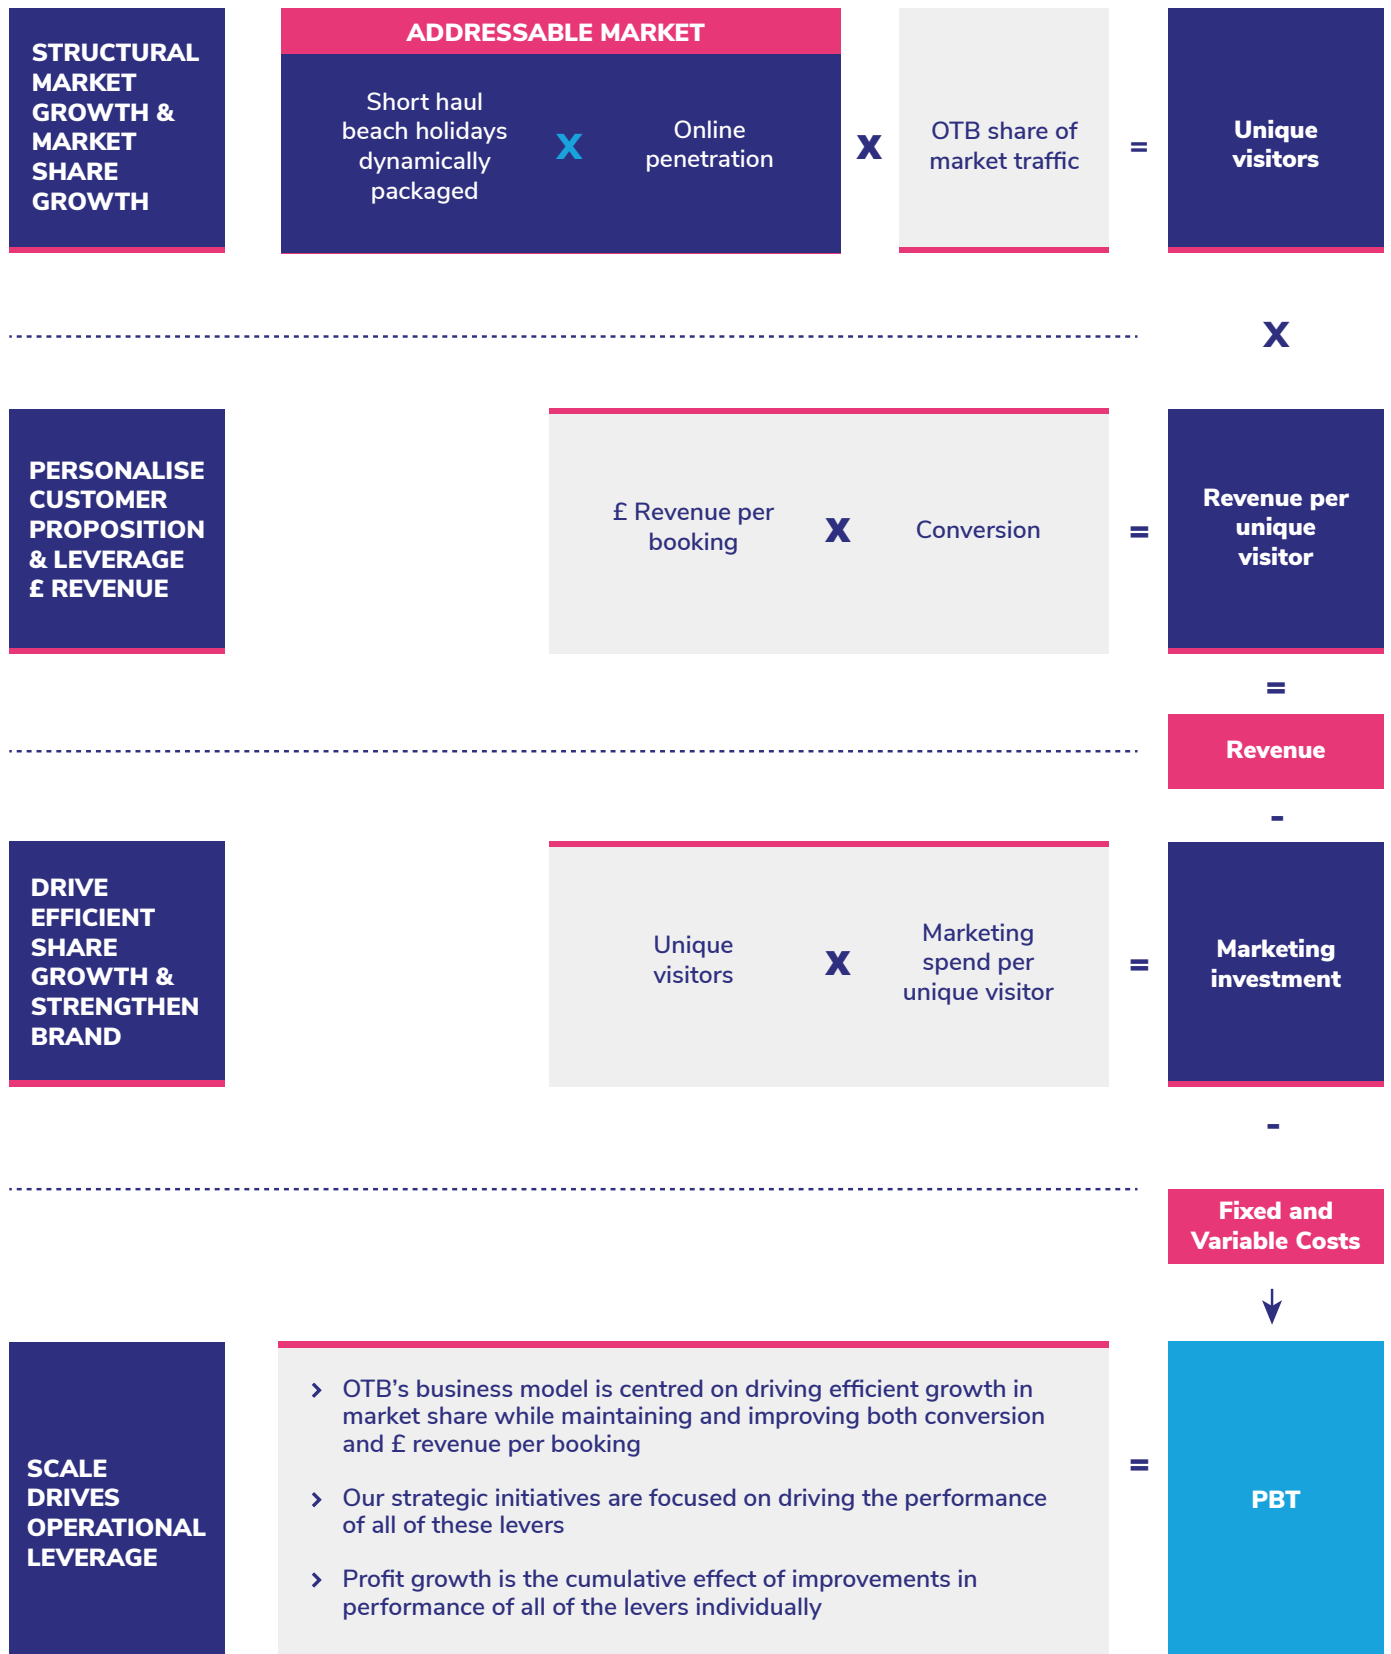 STRUCTURAL
MARKET
GROWTH &
MARKET
SHARE
GROWTH
ADDRESSABLE MARKET
Short haul
beach holidays
dynamically
packaged
X
Online
penetration
X
OTB share of
market traffic
=
Unique
visitors
X
PERSONALISE
CUSTOMER
PROPOSITION
& LEVERAGE
£ REVENUE
£ Revenue per
booking
X
Conversion
=
Revenue per
unique
visitor
=
Revenue
-
DRIVE
EFFICIENT
SHARE
GROWTH &
STRENGTHEN
BRAND
Unique
visitors
X
Marketing
spend per
unique visitor
=
Marketing
investment
-
Fixed and
Variable Costs
SCALE
DRIVES
OPERATIONAL
LEVERAGE
OTB’s business model is centred on driving efficient growth in
market share while maintaining and improving both conversion
and £ revenue per booking
Our strategic initiatives are focused on driving the performance
of all of these levers
Profit growth is the cumulative effect of improvements in
performance of all of the levers individually
=
PBT